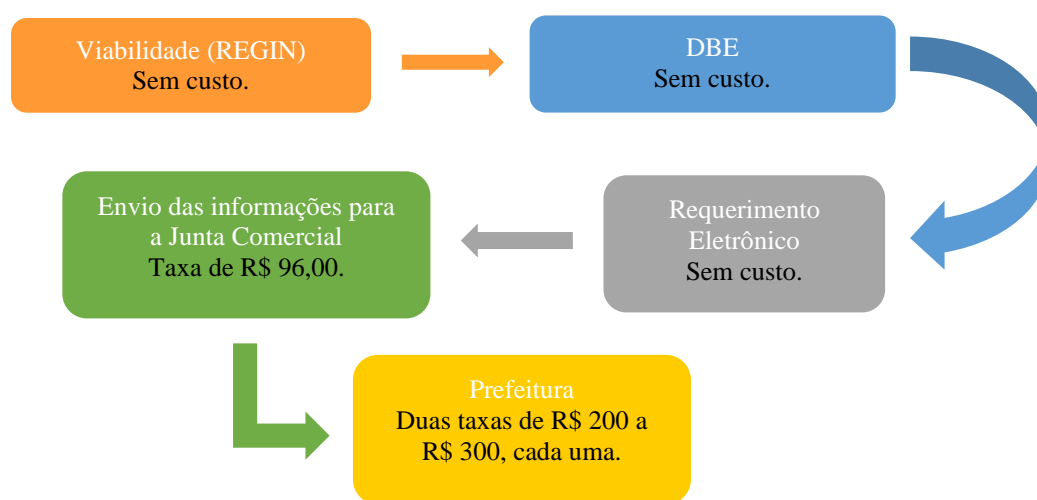 Viabilidade (REGIN)
Sem custo.
DBE
Sem custo.
Requerimento
Eletrônico
Sem custo.
Envio das informações para
a Junta Comercial
Taxa de R$ 96,00.
Prefeitura
Duas taxas de R$ 200 a
R$ 300, cada uma.